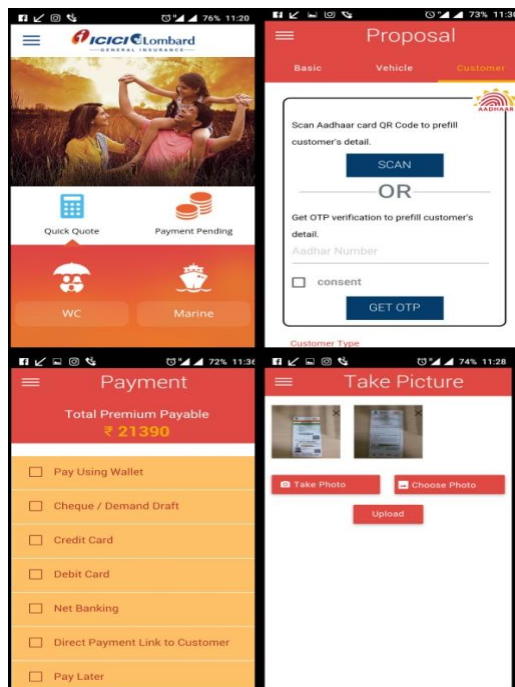 76% 11:20
ICICI Lombard
GENERAL INSURANCE
Quick Quote
Payment Pending
WC
Marine
73% 11:30
Proposal
Basic
Vehicle
Customer
AADHAAR
Scan Aadhaar card QR Code to prefill
customer's detail.
SCAN
OR
Get OTP verification to prefill customer's
detail.
Aadhar Number
consent
GET OTP
Customer Type
72% 11:36
Payment
Total Premium Payable
₹ 21390
Pay Using Wallet
Cheque / Demand Draft
Credit Card
Debit Card
Net Banking
Direct Payment Link to Customer
Pay Later
74% 11:28
Take Picture
Take Photo
Choose Photo
Upload